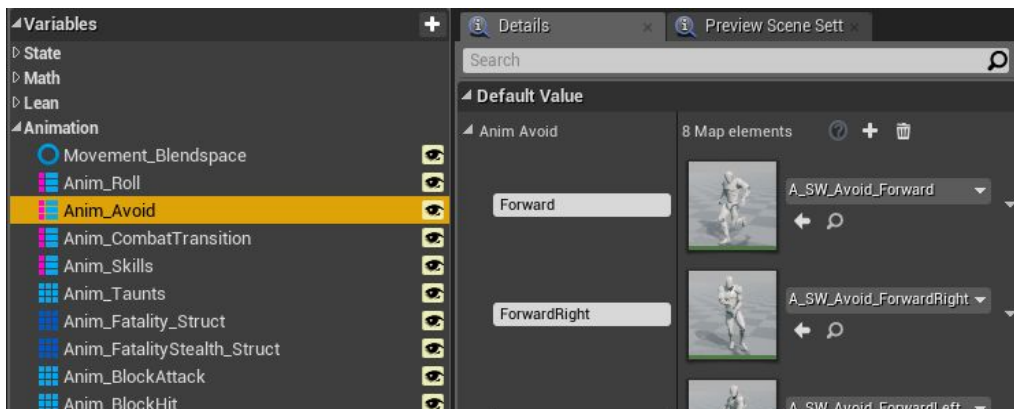 Variables
State
Math
Lean
Animation
Movement_Blendspace
Anim_Roll
Anim_Avoid
Anim_CombatTransition
Anim_Skills
Anim_Taunts
Anim_Fatality_Struct
Anim_FatalityStealth_Struct
Anim_BlockAttack
Anim_BlockHit
Details
Preview Scene Sett
Search
Default Value
Anim Avoid
8 Map elements
Forward
A_SW_Avoid_Forward
ForwardRight
A_SW_Avoid_ForwardRight
A_SW_Avoid_ForwardLeft